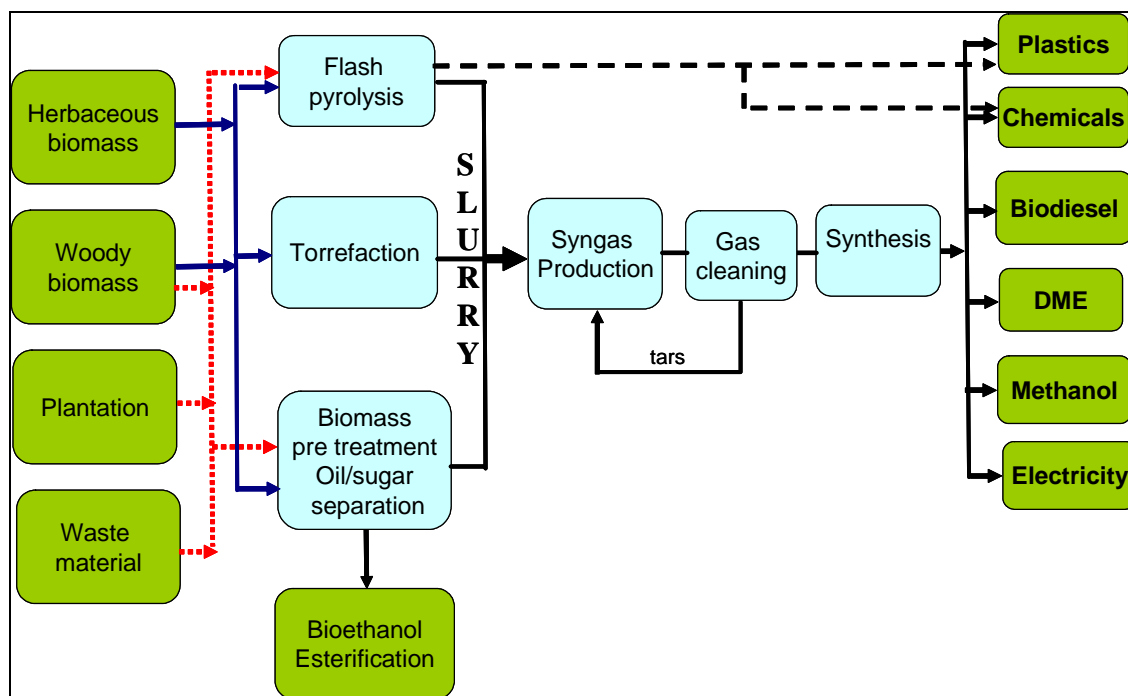 Herbaceous
biomass
Woody
biomass
Plantation
Waste
material
Flash
pyrolysis
Torrefaction
Biomass
pre treatment
Oil/sugar
separation
Bioethanol
Esterification
SLURRY
Syngas
Production
Gas
cleaning
tars
Synthesis
Plastics
Chemicals
Biodiesel
DME
Methanol
Electricity